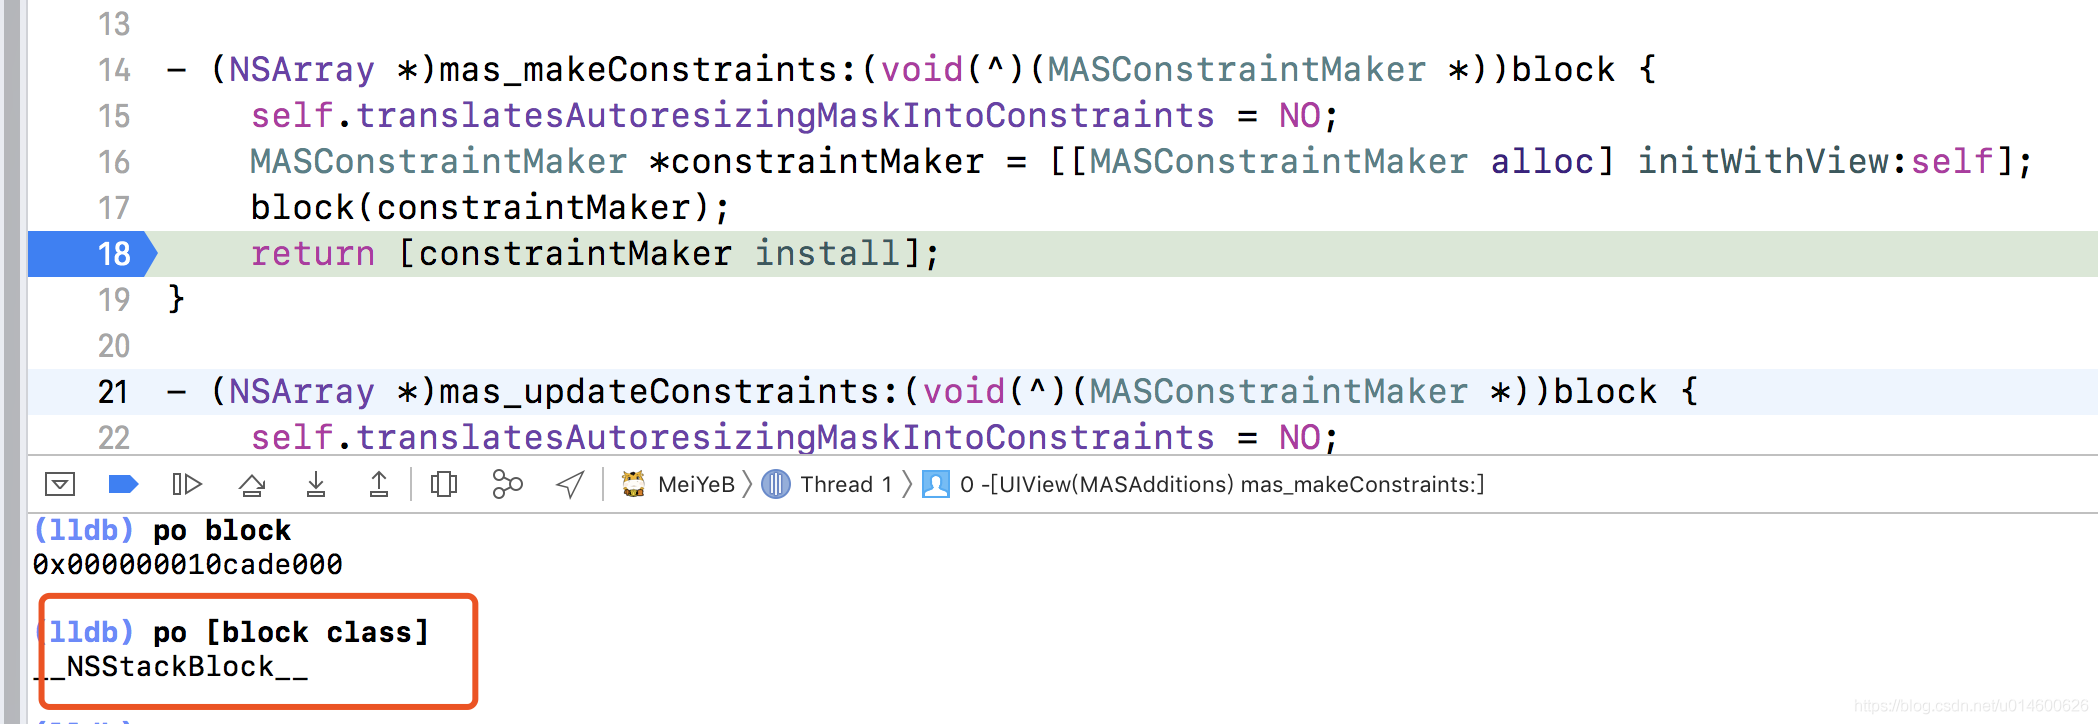 13
14 - (NSArray *)mas_makeConstraints:(void(^)(MASConstraintMaker *))block {
15 self.translatesAutoresizingMaskIntoConstraints = NO;
16 MASConstraintMaker *constraintMaker = [[MASConstraintMaker alloc] initWithView:self];
17 block(constraintMaker);
18 return [constraintMaker install];
19 }
20
21 - (NSArray *)mas_updateConstraints:(void(^)(MASConstraintMaker *))block {
22 self.translatesAutoresizingMaskIntoConstraints = NO;
MeiYeB Thread 1 0 -[UIView(MASAdditions) mas_makeConstraints:]
(lldb) po block
0x000000010cade000
(lldb) po [block class]
__NSStackBlock__
(lldb)
https://blog.csdn.net/u014600626